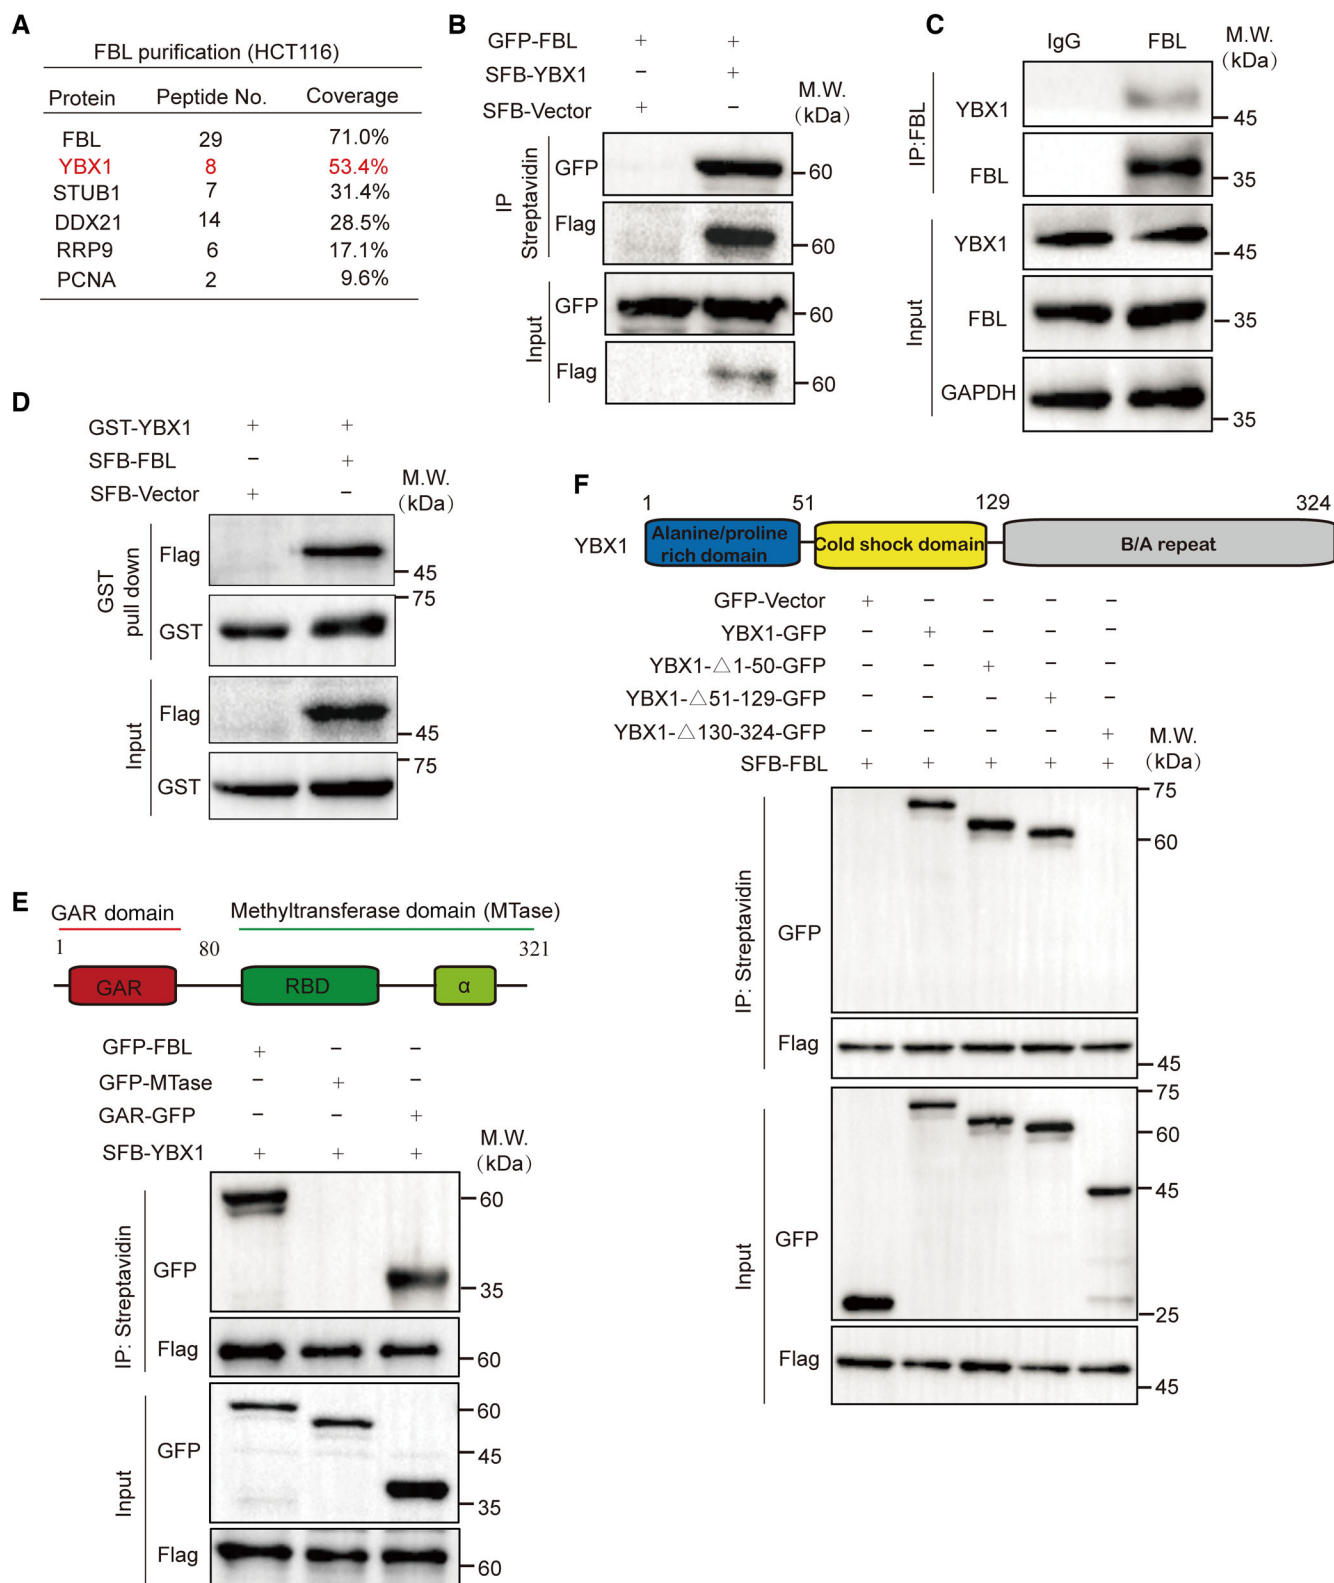 A
FBL purification (HCT116)
Protein Peptide No. Coverage
FBL 29 71.0%
YBX1 8 53.4%
STUB1 7 31.4%
DDX21 14 28.5%
RRP9 6 17.1%
PCNA 2 9.6%
B
GFP-FBL + +
SFB-YBX1 − +
SFB-Vector + −
M.W.
(kDa)
IP
Streptavidin
GFP 60
Flag 60
Input
GFP 60
Flag 60
C
IgG FBL
M.W.
(kDa)
IP:FBL
YBX1 45
FBL 35
Input
YBX1 45
FBL 35
GAPDH 35
D
GST-YBX1 + +
SFB-FBL − +
SFB-Vector + −
M.W.
(kDa)
GST
pull down
Flag 45
75
GST
Input
Flag 45
75
GST
E
GAR domain Methyltransferase domain (MTase)
1 80 321
GAR RBD α
GFP-FBL + − −
GFP-MTase − + −
GAR-GFP − − +
SFB-YBX1 + + +
M.W.
(kDa)
IP: Streptavidin
60
GFP
35
Flag 60
Input
60
GFP 45
35
Flag 60
F
1 51 129 324
YBX1 Alanine/proline
rich domain
Cold shock domain
B/A repeat
GFP-Vector + − − − −
YBX1-GFP − + − − −
YBX1-△1-50-GFP − − + − −
YBX1-△51-129-GFP − − − + −
YBX1-△130-324-GFP − − − − +
SFB-FBL + + + + +
M.W.
(kDa)
IP: Streptavidin
75
60
GFP
Flag 45
Input
75
60
45
GFP
25
Flag
45